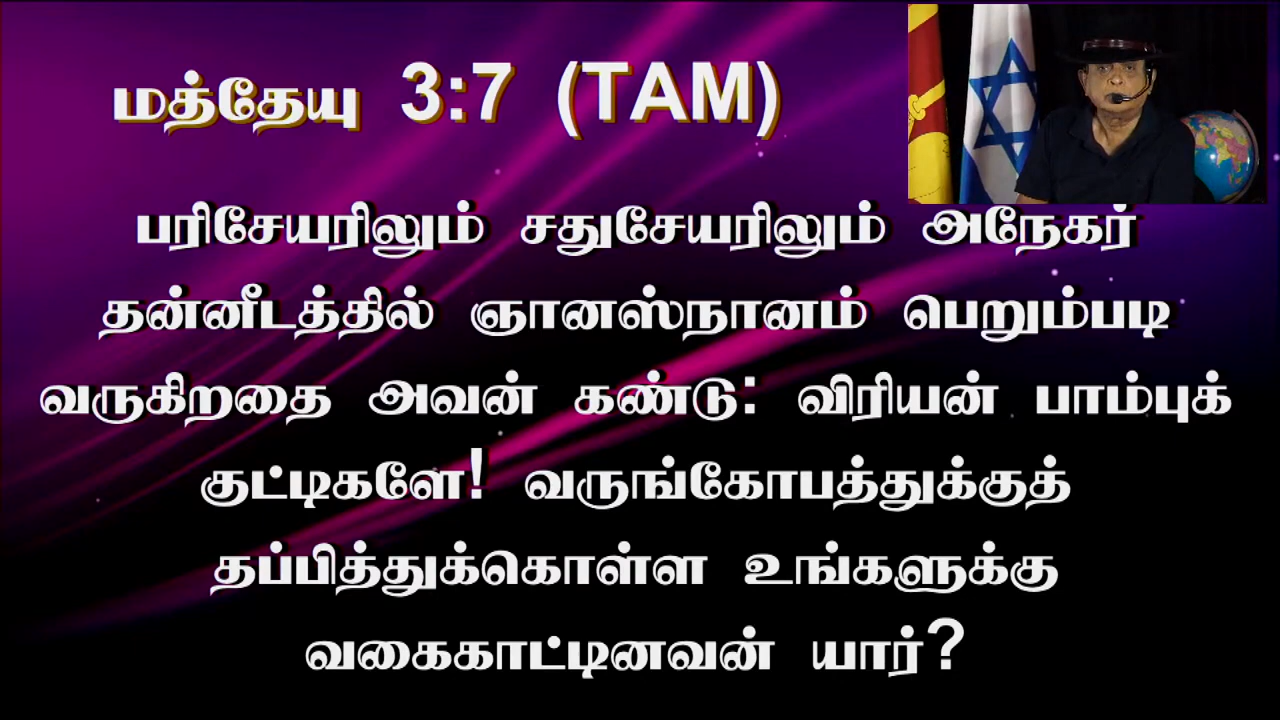 மத்தேயு 3:7 (TAM)
பரிசேயரிலும் சதுசேயரிலும் அநேகர்
தன்னீடத்தில் ஞானஸ்நானம் பெறும்படி
வருகிறதை அவன் கண்டு: விரியன் பாம்புக்
குட்டிகளே! வருங்கோபத்துக்குத்
தப்பித்துக்கொள்ள உங்களுக்கு
வகைகாட்டினவன் யார்?